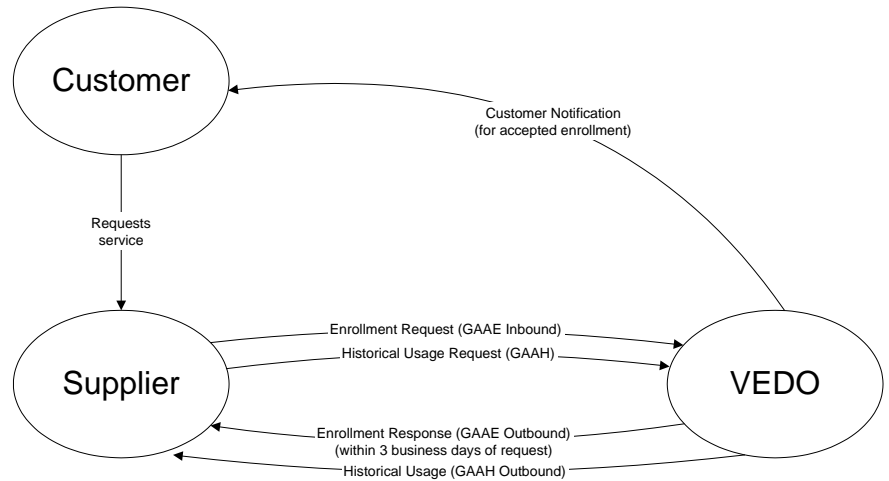 Customer
Customer Notification
(for accepted enrollment)
Requests
service
Enrollment Request (GAAE Inbound)
Historical Usage Request (GAAH)
Supplier
VEDO
Enrollment Response (GAAE Outbound)
(within 3 business days of request)
Historical Usage (GAAH Outbound)